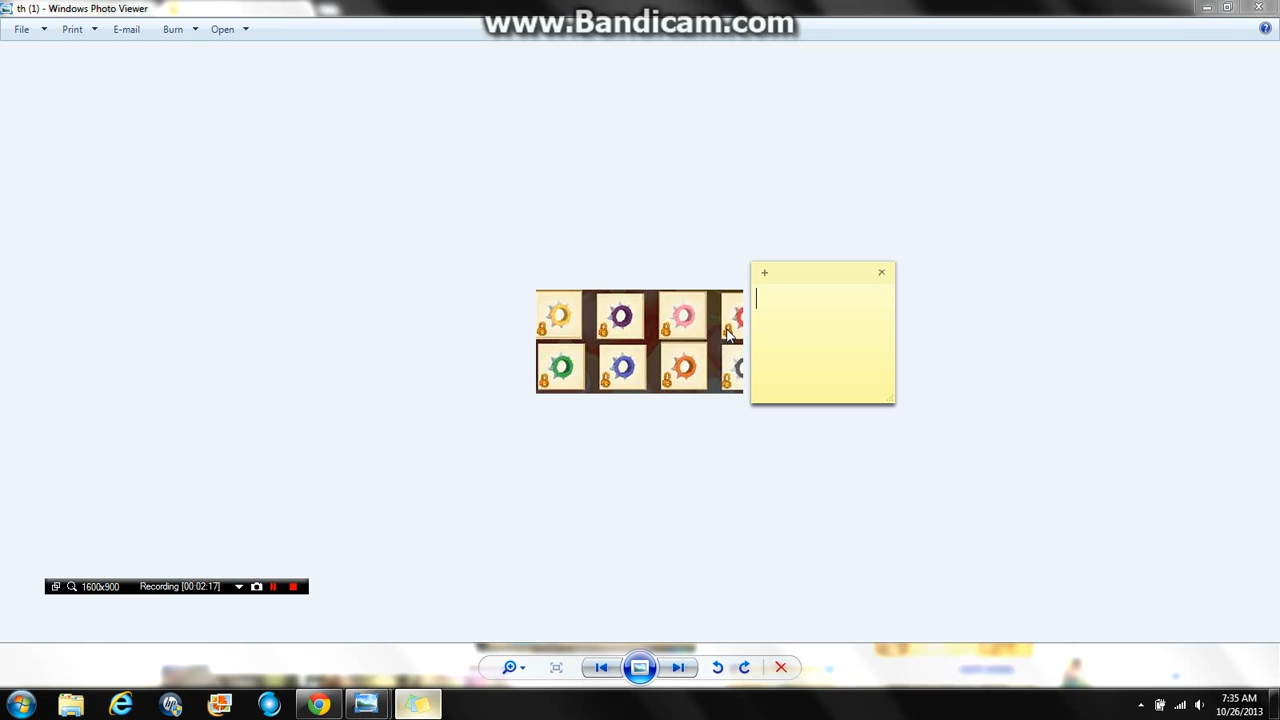 th (1) - Windows Photo Viewer
www.Bandicam.com
File Print E-mail Burn Open
1600x900 Recording [00:02:17]
7:35 AM
10/26/2013